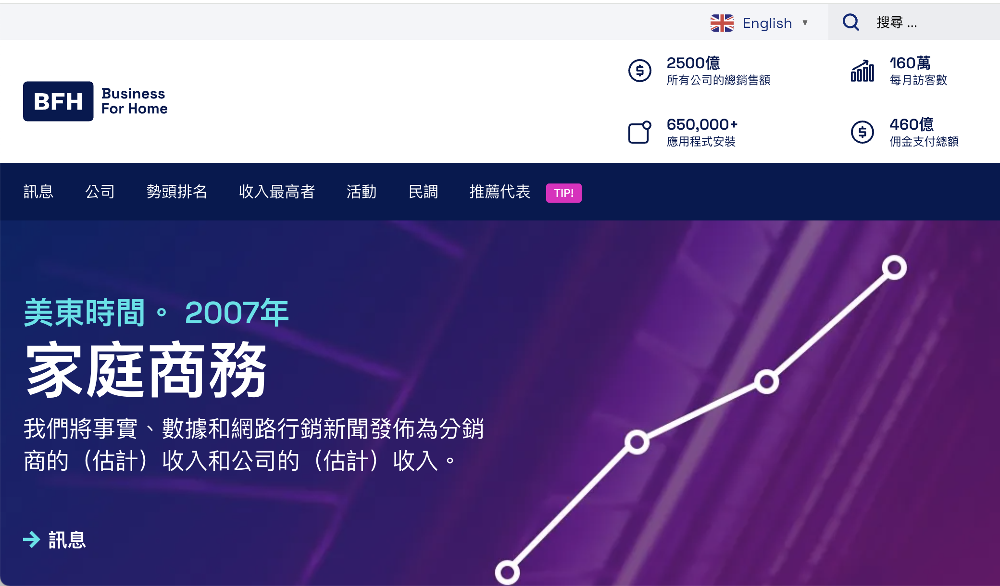 English ▼
搜尋 ...
BFH
Business
For Home
2500億
所有公司的總銷售額
160萬
每月訪客數
650,000+
應用程式安裝
460億
佣金支付總額
訊息 公司 勢頭排名 收入最高者 活動 民調 推薦代表 TIP!
美東時間。 2007年
家庭商務
我們將事實、數據和網路行銷新聞發佈為分銷
商的（估計）收入和公司的（估計）收入。
→ 訊息